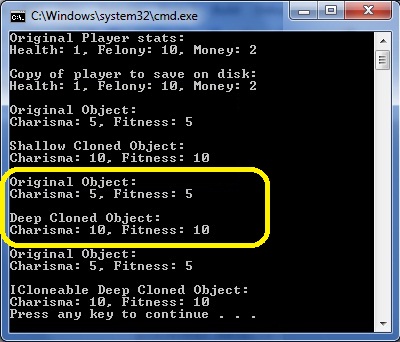 C:\Windows\system32\cmd.exe
Original Player stats:
Health: 1, Felony: 10, Money: 2
Copy of player to save on disk:
Health: 1, Felony: 10, Money: 2
Original Object:
Charisma: 5, Fitness: 5
Shallow Cloned Object:
Charisma: 10, Fitness: 10
Original Object:
Charisma: 5, Fitness: 5
Deep Cloned Object:
Charisma: 10, Fitness: 10
Original Object:
Charisma: 5, Fitness: 5
ICloneable Deep Cloned Object:
Charisma: 10, Fitness: 10
Press any key to continue . . .